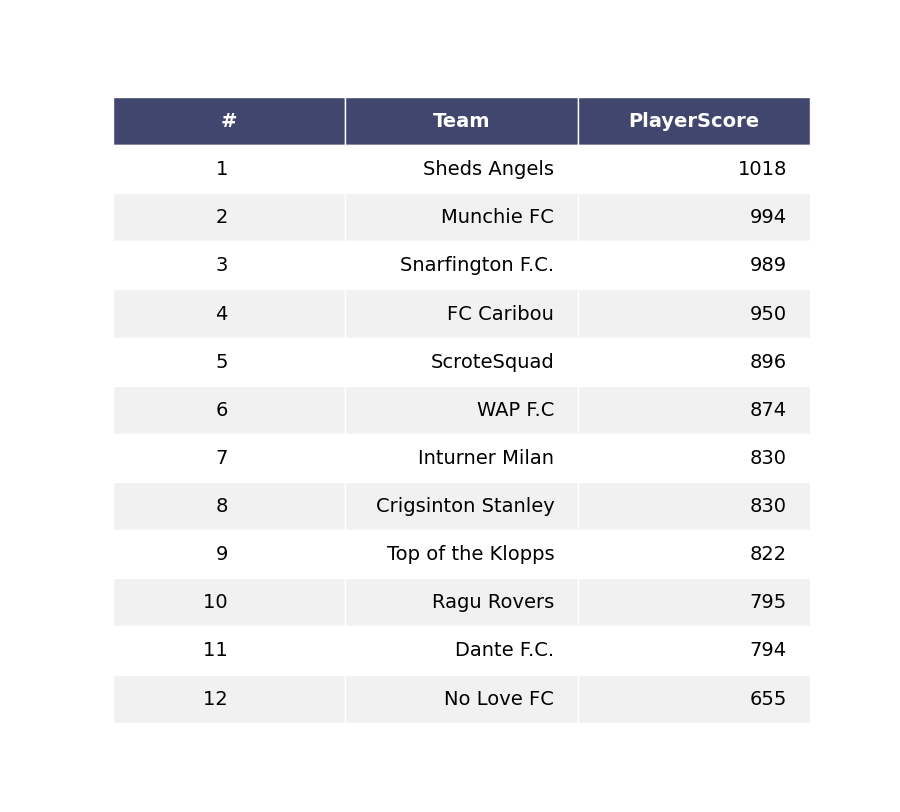 # Team PlayerScore
1 Sheds Angels 1018
2 Munchie FC 994
3 Snarfington F.C. 989
4 FC Caribou 950
5 ScroteSquad 896
6 WAP F.C 874
7 Inturner Milan 830
8 Crigsinton Stanley 830
9 Top of the Klopps 822
10 Ragu Rovers 795
11 Dante F.C. 794
12 No Love FC 655